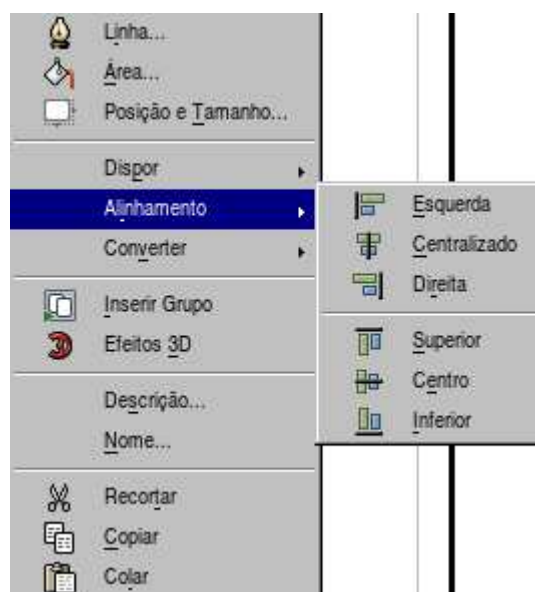 Linha...
Área...
Posição e Tamanho...
Dispor
Alinhamento
Converter
Inserir Grupo
Efeitos 3D
Descrição...
Nome...
Recortar
Copiar
Colar
Esquerda
Centralizado
Direita
Superior
Centro
Inferior